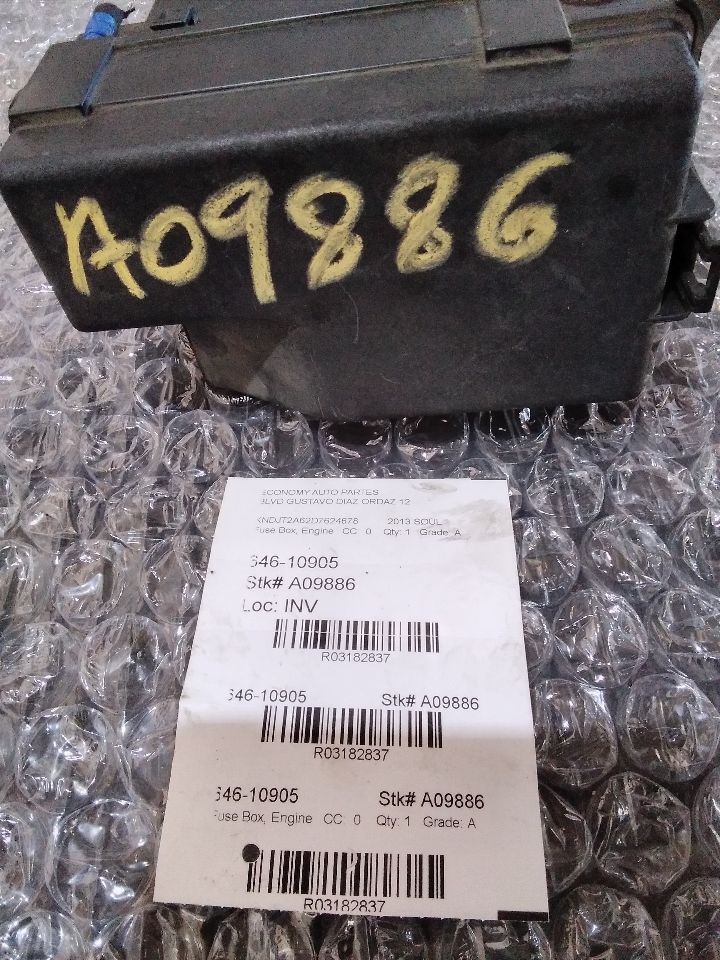 A09886
ECONOMY AUTO PARTES
BLVD GUSTAVO DIAZ ORDAZ 12
KNDJT2A62D7624678 2013 SOUL
Fuse Box, Engine CC: 0 Qty: 1 Grade: A
646-10905
Stk# A09886
Loc: INV
R03182837
646-10905 Stk# A09886
R03182837
646-10905 Stk# A09886
Fuse Box, Engine CC: 0 Qty: 1 Grade: A
R03182837